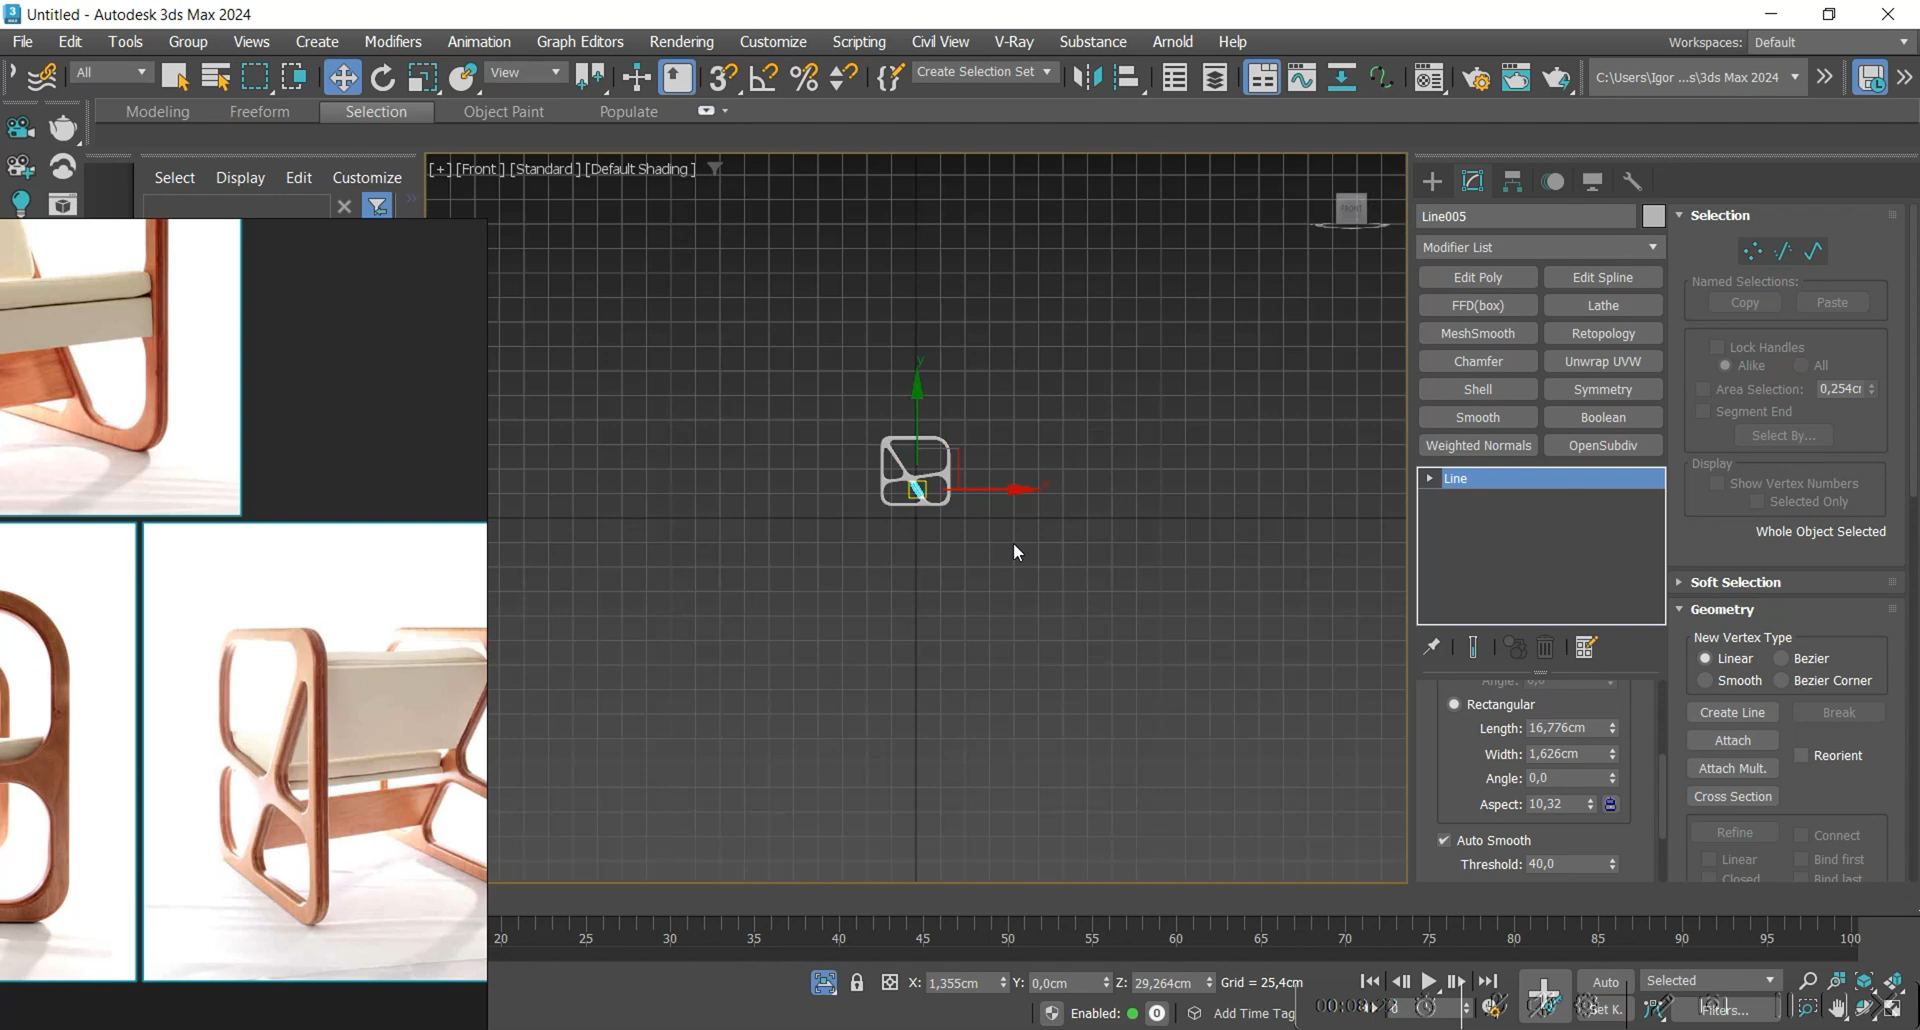 Untitled - Autodesk 3ds Max 2024
File Edit Tools Group Views Create Modifiers Animation Graph Editors Rendering Customize Scripting Civil View V-Ray Substance Arnold Help Workspaces: Default
All View Create Selection Set C:\Users\Igor ...s\3ds Max 2024
Modeling Freeform Selection Object Paint Populate
Select Display Edit Customize
[+] [Front ] [Standard ] [Default Shading ]
FRONT
y
x
Line005
Modifier List
Edit Poly Edit Spline
FFD(box) Lathe
MeshSmooth Retopology
Chamfer Unwrap UVW
Shell Symmetry
Smooth Boolean
Weighted Normals OpenSubdiv
Line
Angle: 0,0
Rectangular
Length: 16,776cm
Width: 1,626cm
Angle: 0,0
Aspect: 10,32
Auto Smooth
Threshold: 40,0
Selection
Named Selections:
Copy Paste
Lock Handles
Alike All
Area Selection: 0,254cr
Segment End
Select By...
Display
Show Vertex Numbers
Selected Only
Whole Object Selected
Soft Selection
Geometry
New Vertex Type
Linear Bezier
Smooth Bezier Corner
Create Line Break
Attach
Reorient
Attach Mult.
Cross Section
Refine Connect
Linear Bind first
Closed Bind last
20 25 30 35 40 45 50 55 60 65 70 75 80 85 90 95 100
X: 1,355cm Y: 0,0cm Z: 29,264cm Grid = 25,4cm
Auto Selected
Enabled: 0 Add Time Tag
Set K. Filters...